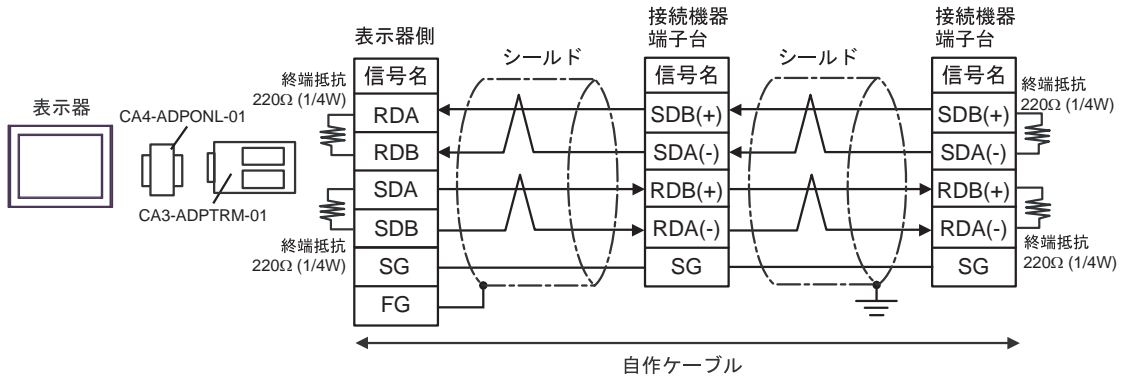 表示器
CA4-ADPONL-01
CA3-ADPTRM-01
終端抵抗
220Ω (1/4W)
終端抵抗
220Ω (1/4W)
表示器側
信号名
RDA
RDB
SDA
SDB
SG
FG
シールド
接続機器
端子台
信号名
SDB(+)
SDA(-)
RDB(+)
RDA(-)
SG
シールド
接続機器
端子台
信号名
SDB(+)
SDA(-)
RDB(+)
RDA(-)
SG
終端抵抗
220Ω (1/4W)
終端抵抗
220Ω (1/4W)
自作ケーブル